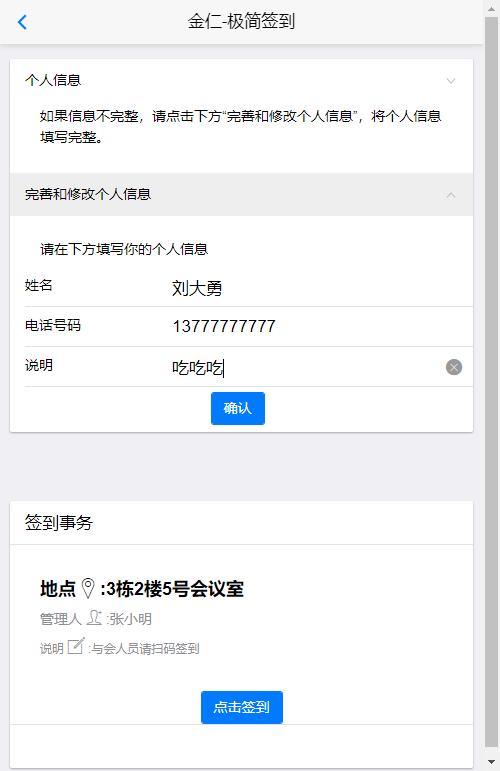 金仁-极简签到
个人信息
如果信息不完整，请点击下方“完善和修改个人信息”，将个人信息
填写完整。
完善和修改个人信息
请在下方填写你的个人信息
姓名 刘大勇
电话号码 13777777777
说明 吃吃吃
确认
签到事务
地点 :3栋2楼5号会议室
管理人 :张小明
说明 :与会人员请扫码签到
点击签到